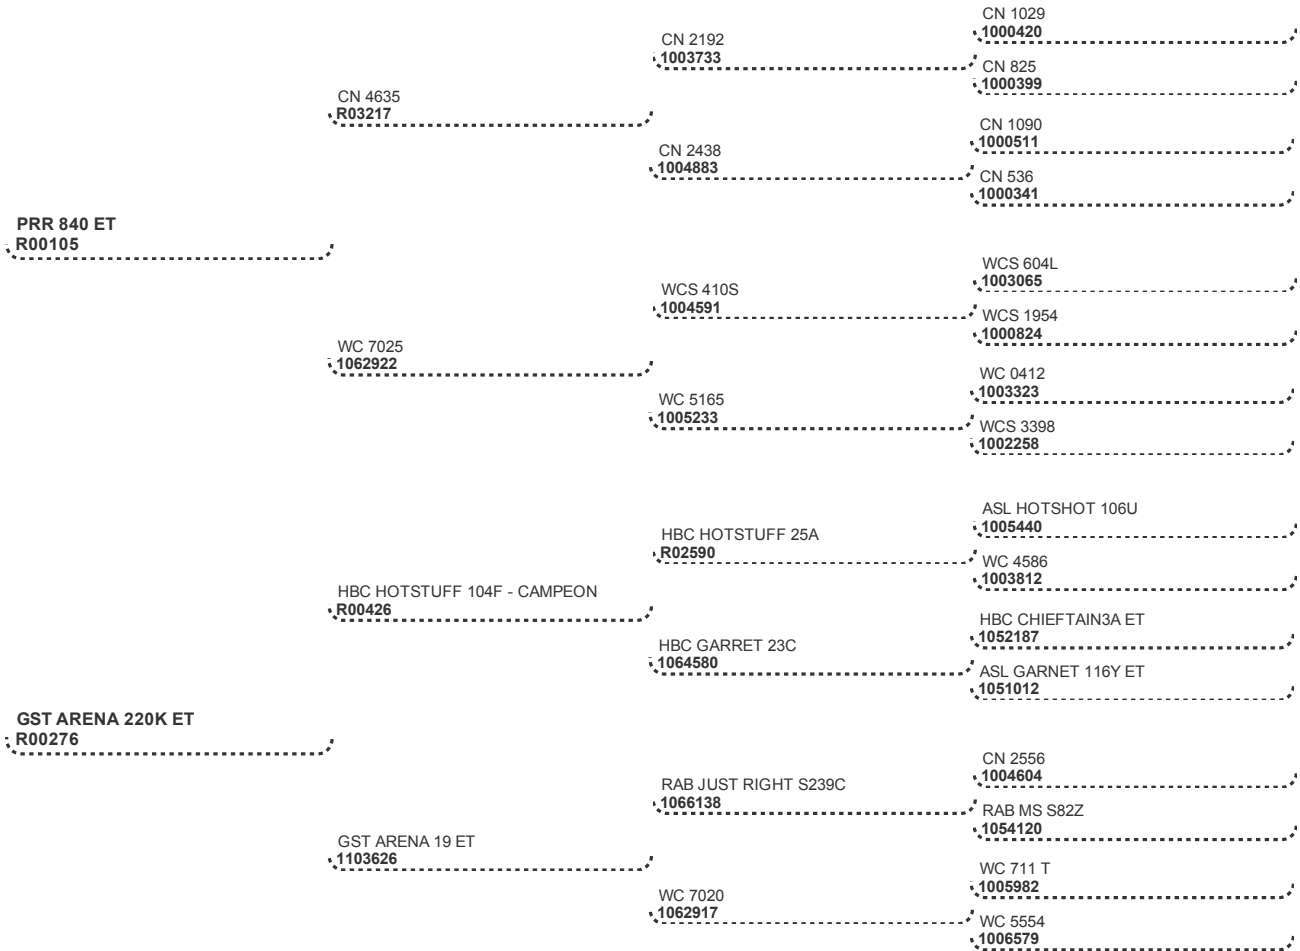 CN 1029
1000420
CN 2192
1003733
CN 825
1000399
CN 4635
R03217
CN 1090
1000511
CN 2438
1004883
CN 536
1000341
PRR 840 ET
R00105
WCS 604L
1003065
WCS 410S
1004591
WCS 1954
1000824
WC 7025
1062922
WC 0412
1003323
WC 5165
1005233
WCS 3398
1002258
ASL HOTSHOT 106U
1005440
HBC HOTSTUFF 25A
R02590
WC 4586
1003812
HBC HOTSTUFF 104F - CAMPEON
R00426
HBC CHIEFTAIN3A ET
1052187
HBC GARRET 23C
1064580
ASL GARNET 116Y ET
1051012
GST ARENA 220K ET
R00276
CN 2556
1004604
RAB JUST RIGHT S239C
1066138
RAB MS S82Z
1054120
GST ARENA 19 ET
1103626
WC 711 T
1005982
WC 7020
1062917
WC 5554
1006579